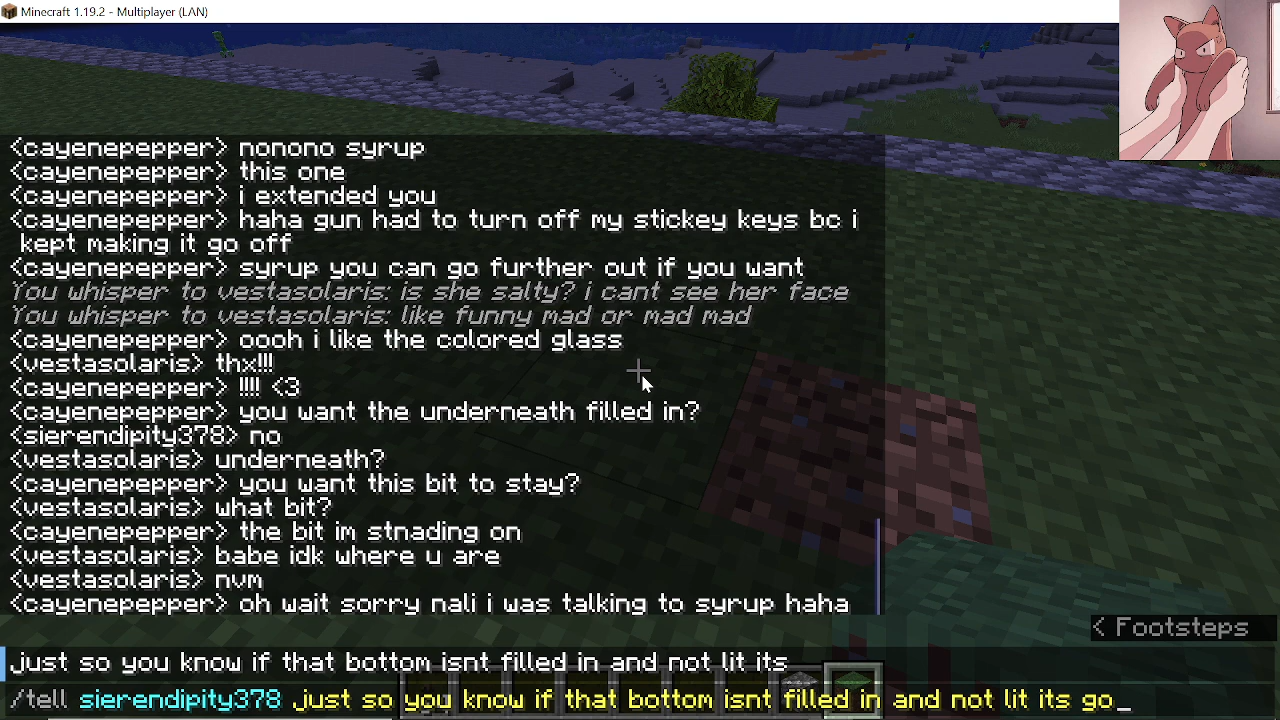 Minecraft 1.19.2 - Multiplayer (LAN)
<cayenepepper> nonono syrup
<cayenepepper> this one
<cayenepepper> i extended you
<cayenepepper> haha gun had to turn off my stickey keys bc i
kept making it go off
<cayenepepper> syrup you can go further out if you want
You whisper to vestasolaris: is she salty? i cant see her face
You whisper to vestasolaris: like funny mad or mad mad
<cayenepepper> oooh i like the colored glass
<vestasolaris> thx!!!
<cayenepepper> !!!! <3
<cayenepepper> you want the underneath filled in?
<sierendipity378> no
<vestasolaris> underneath?
<cayenepepper> you want this bit to stay?
<vestasolaris> what bit?
<cayenepepper> the bit im stnading on
<vestasolaris> babe idk where u are
<vestasolaris> nvm
<cayenepepper> oh wait sorry nali i was talking to syrup haha
< Footsteps
just so you know if that bottom isnt filled in and not lit its
/tell sierendipity378 just so you know if that bottom isnt filled in and not lit its go_